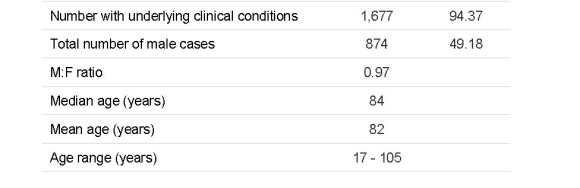 Number with underlying clinical conditions 1,677 94.37
Total number of male cases 874 49.18
M:F ratio 0.97
Median age (years) 84
Mean age (years) 82
Age range (years) 17 - 105